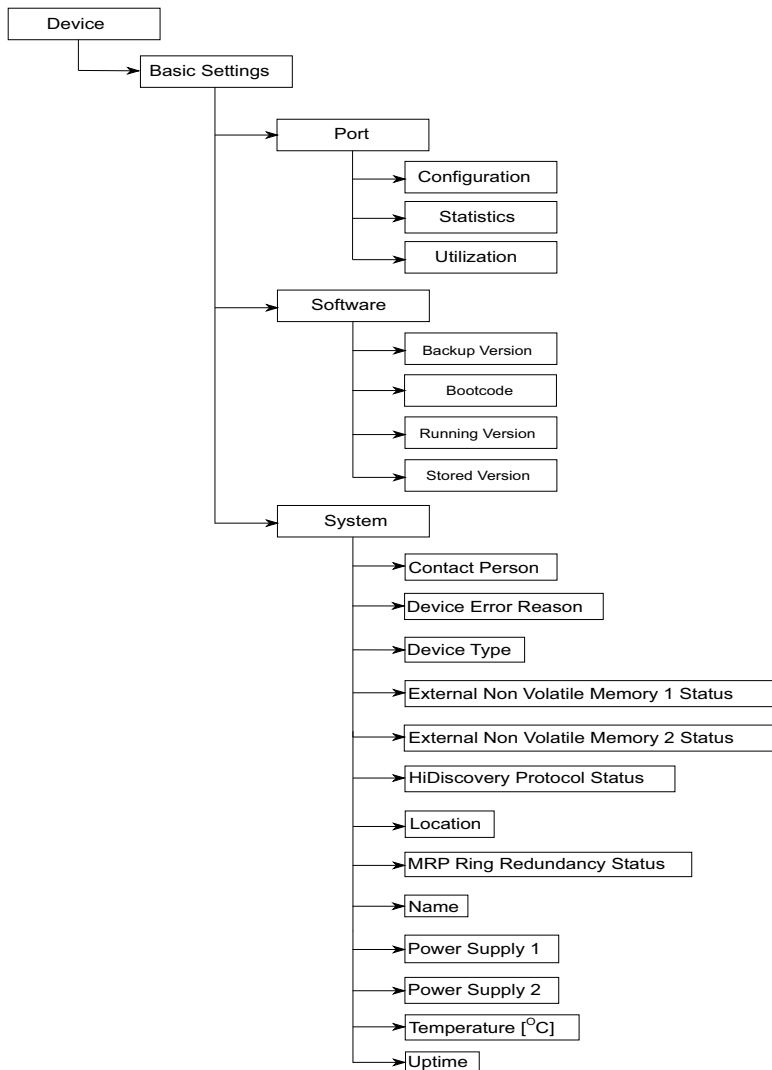 Device
Basic Settings
Port
Configuration
Statistics
Utilization
Software
Backup Version
Bootcode
Running Version
Stored Version
System
Contact Person
Device Error Reason
Device Type
External Non Volatile Memory 1 Status
External Non Volatile Memory 2 Status
HiDiscovery Protocol Status
Location
MRP Ring Redundancy Status
Name
Power Supply 1
Power Supply 2
Temperature [°C]
Uptime